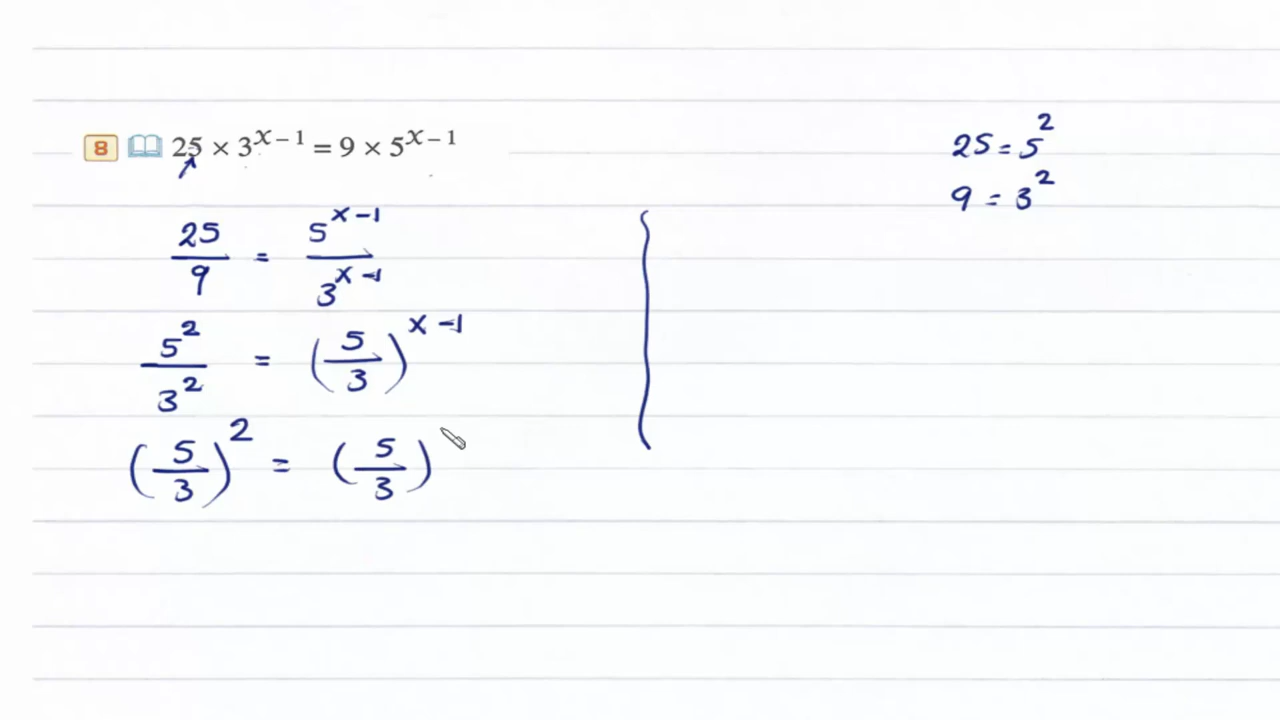 8 25 × 3^(x−1) = 9 × 5^(x−1)
25/9 = 5^(x−1)/3^(x−1)
5^2/3^2 = (5/3)^(x−1)
(5/3)^2 = (5/3)
25 = 5^2
9 = 3^2